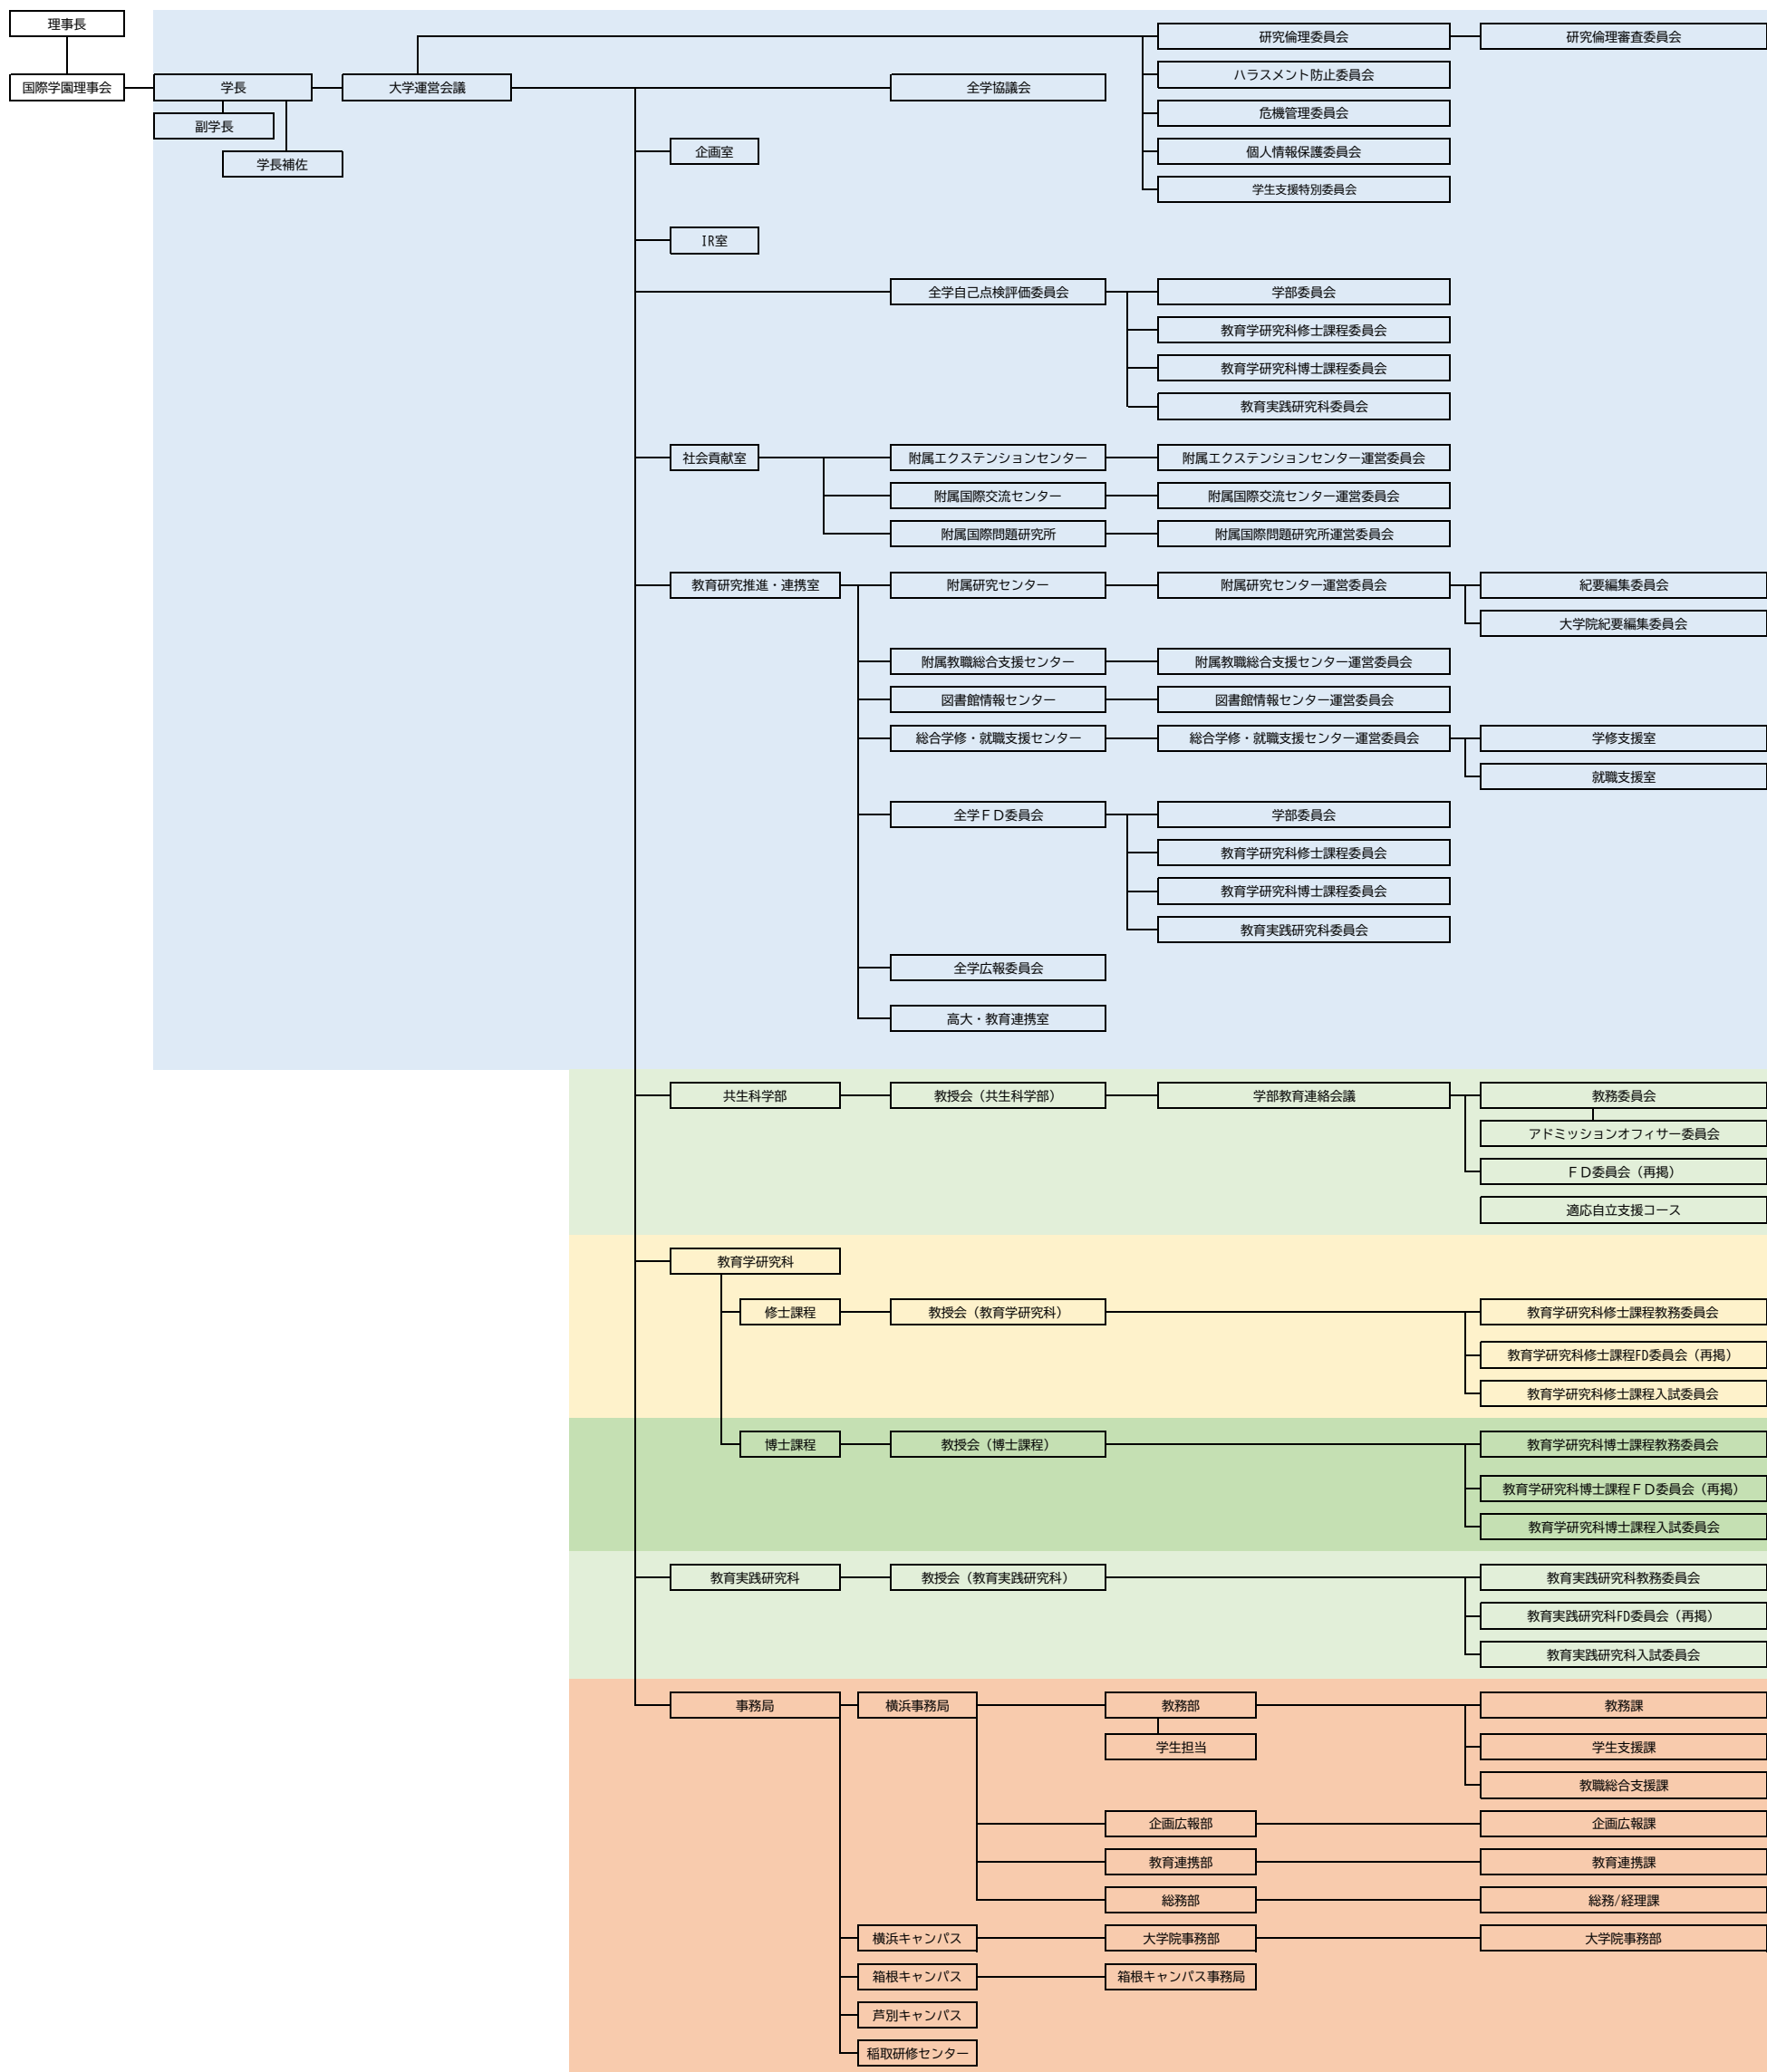 理事長
研究倫理委員会
研究倫理審査委員会
ハラスメント防止委員会
国際学園理事会
学長
大学運営会議
全学協議会
危機管理委員会
副学長
企画室
個人情報保護委員会
学長補佐
学生支援特別委員会
IR室
全学自己点検評価委員会
学部委員会
教育学研究科修士課程委員会
教育学研究科博士課程委員会
教育実践研究科委員会
社会貢献室
附属エクステンションセンター
附属エクステンションセンター運営委員会
附属国際交流センター
附属国際交流センター運営委員会
附属国際問題研究所
附属国際問題研究所運営委員会
教育研究推進・連携室
附属研究センター
附属研究センター運営委員会
紀要編集委員会
大学院紀要編集委員会
附属教職総合支援センター
附属教職総合支援センター運営委員会
図書館情報センター
図書館情報センター運営委員会
総合学修・就職支援センター
総合学修・就職支援センター運営委員会
学修支援室
就職支援室
全学ＦＤ委員会
学部委員会
教育学研究科修士課程委員会
教育学研究科博士課程委員会
教育実践研究科委員会
全学広報委員会
高大・教育連携室
共生科学部
教授会（共生科学部）
学部教育連絡会議
教務委員会
アドミッションオフィサー委員会
ＦＤ委員会（再掲）
適応自立支援コース
教育学研究科
修士課程
教授会（教育学研究科）
教育学研究科修士課程教務委員会
教育学研究科修士課程FD委員会（再掲）
教育学研究科修士課程入試委員会
博士課程
教授会（博士課程）
教育学研究科博士課程教務委員会
教育学研究科博士課程ＦＤ委員会（再掲）
教育学研究科博士課程入試委員会
教育実践研究科
教授会（教育実践研究科）
教育実践研究科教務委員会
教育実践研究科FD委員会（再掲）
教育実践研究科入試委員会
事務局
横浜事務局
教務部
教務課
学生担当
学生支援課
教職総合支援課
企画広報部
企画広報課
教育連携部
教育連携課
総務部
総務/経理課
横浜キャンパス
大学院事務部
大学院事務部
箱根キャンパス
箱根キャンパス事務局
芦別キャンパス
稲取研修センター